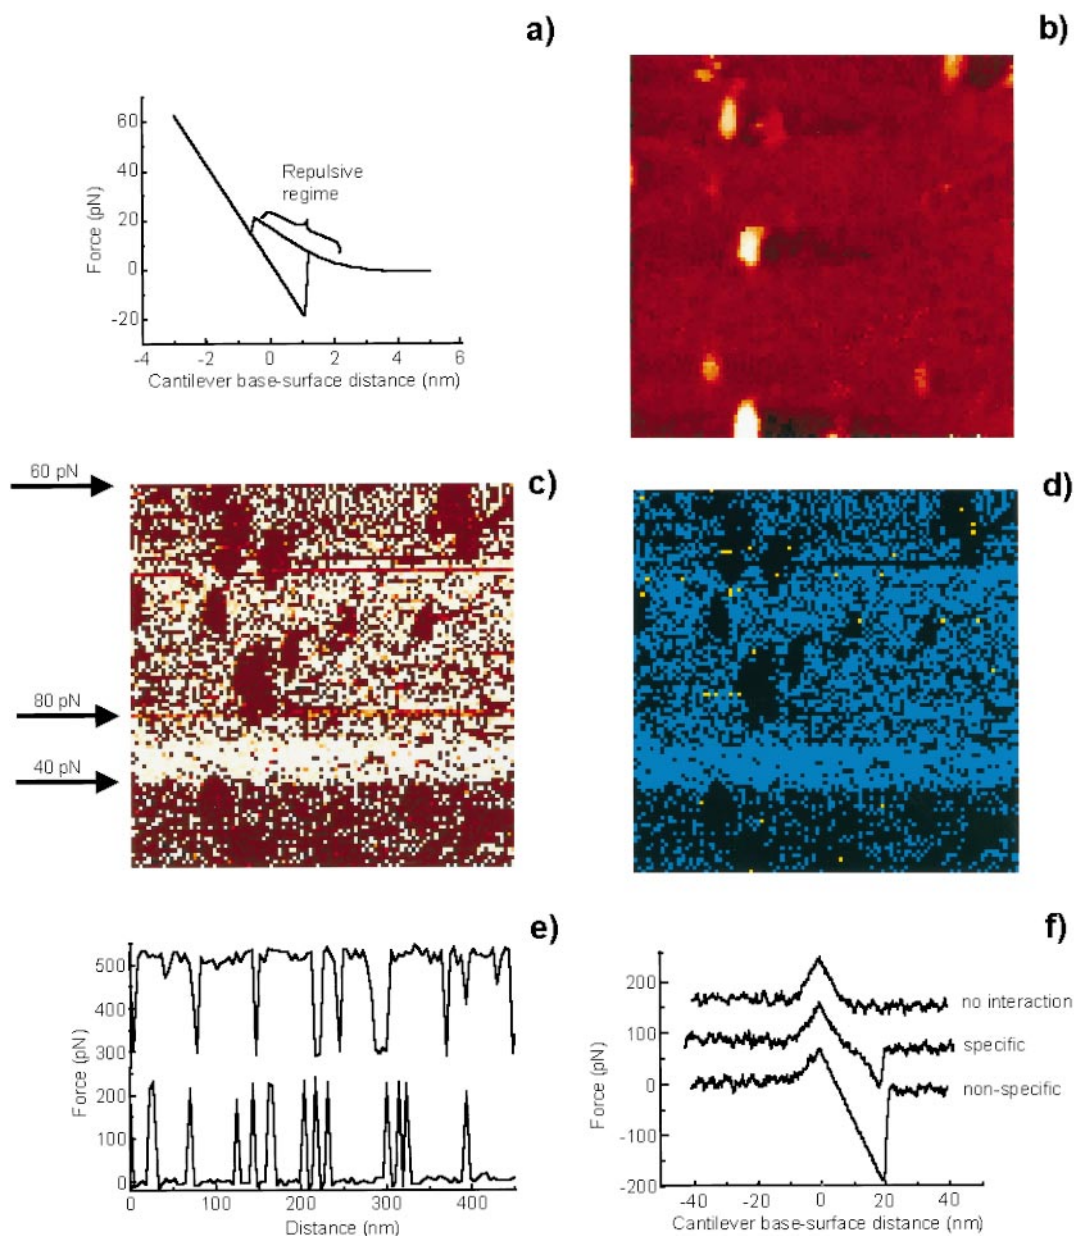 a)
b)
Force (pN)
60
40
20
0
-20
Repulsive
regime
-4
-2
0
2
4
6
Cantilever base-surface distance (nm)
60 pN
80 pN
40 pN
c)
d)
e)
Force (pN)
500
400
300
200
100
0
0
100
200
300
400
Distance (nm)
f)
Force (pN)
200
100
0
-100
-200
no interaction
specific
non-specific
-40
-20
0
20
40
Cantilever base-surface distance (nm)